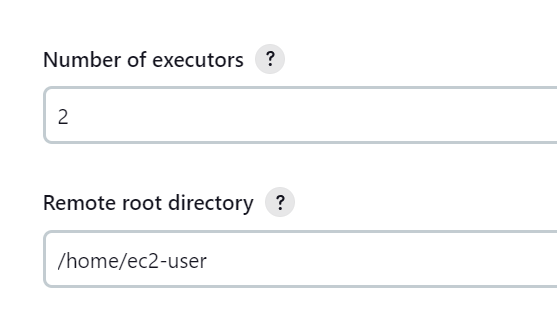 Number of executors ?
2
Remote root directory ?
/home/ec2-user